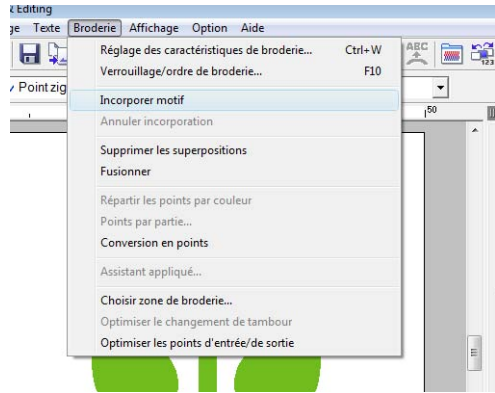 & Editing
ge Texte Broderie Affichage Option Aide
ABC
123
Point zig
50
Réglage des caractéristiques de broderie... Ctrl+W
Verrouillage/ordre de broderie... F10
Incorporer motif
Annuler incorporation
Supprimer les superpositions
Fusionner
Répartir les points par couleur
Points par partie...
Conversion en points
Assistant appliqué...
Choisir zone de broderie...
Optimiser le changement de tambour
Optimiser les points d'entrée/de sortie